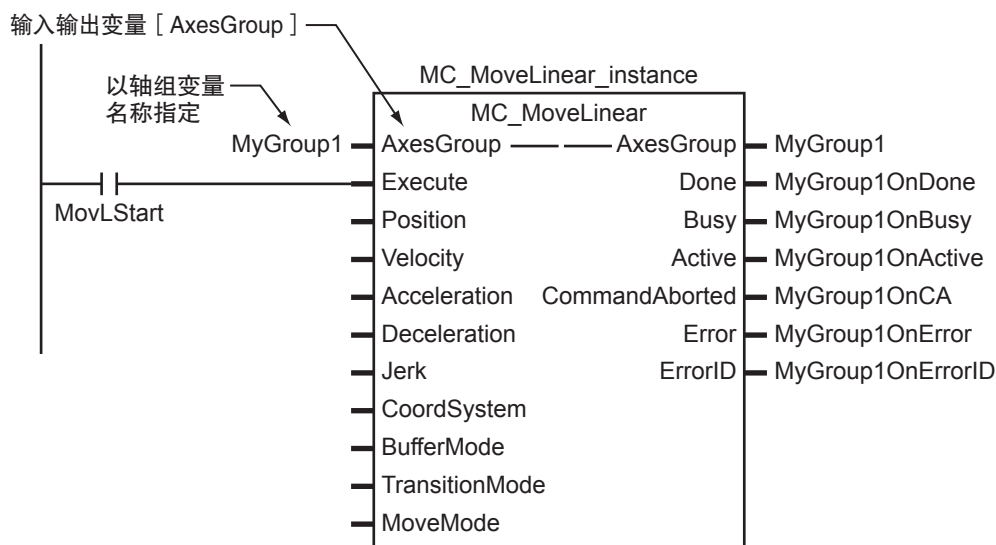 输入输出变量［ AxesGroup ］
以轴组变量
名称指定
MC_MoveLinear_instance
MC_MoveLinear
MyGroup1 AxesGroup AxesGroup MyGroup1
Execute Done MyGroup1OnDone
MovLStart
Position Busy MyGroup1OnBusy
Velocity Active MyGroup1OnActive
Acceleration CommandAborted MyGroup1OnCA
Deceleration Error MyGroup1OnError
Jerk ErrorID MyGroup1OnErrorID
CoordSystem
BufferMode
TransitionMode
MoveMode